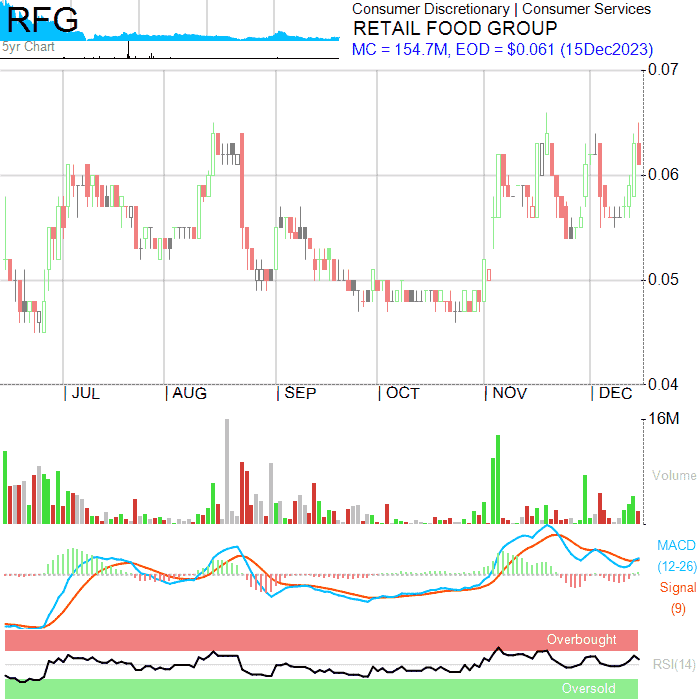 RFG
5yr Chart
Consumer Discretionary | Consumer Services
RETAIL FOOD GROUP
MC = 154.7M, EOD = $0.061 (15Dec2023)
0.07
0.06
0.05
0.04
| JUL | AUG | SEP | OCT | NOV | DEC
16M
Volume
MACD
(12-26)
Signal
(9)
Overbought
RSI(14)
Oversold